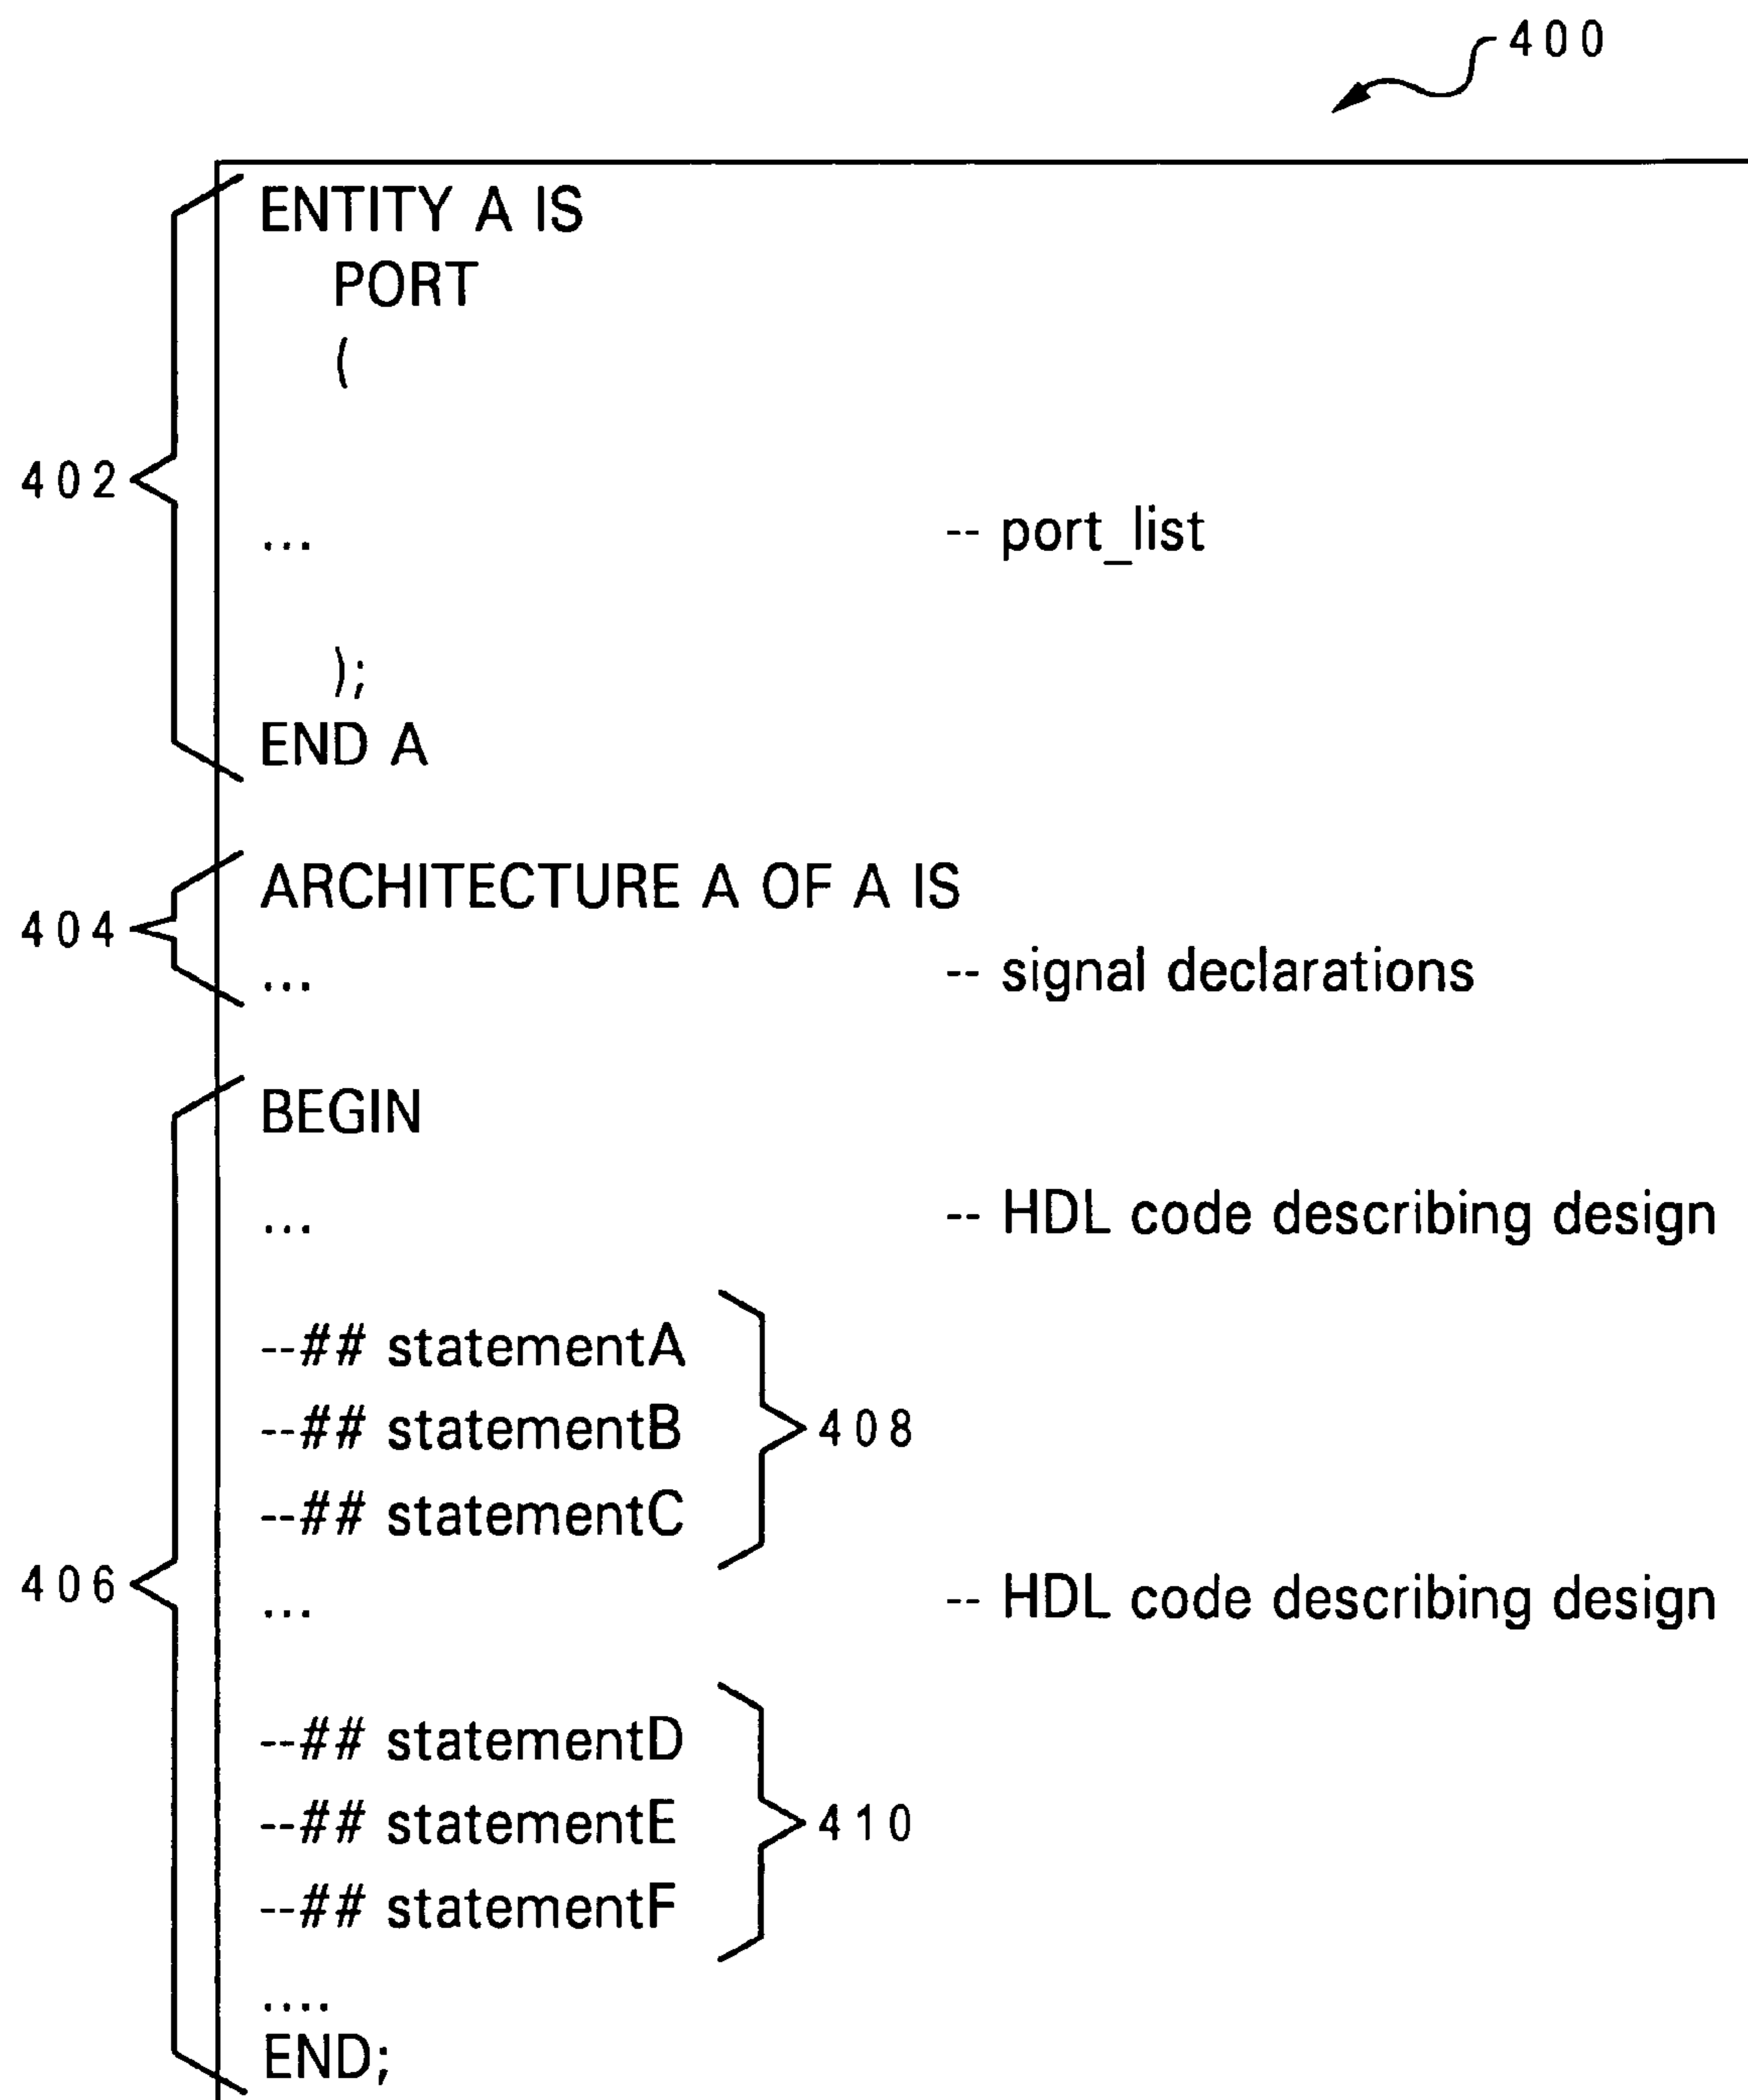 400
ENTITY A IS
PORT
(
402
... -- port_list
);
END A
ARCHITECTURE A OF A IS
404
... -- signal declarations
BEGIN
... -- HDL code describing design
--## statementA
--## statementB 408
--## statementC
406
... -- HDL code describing design
--## statementD
--## statementE 410
--## statementF
....
END;